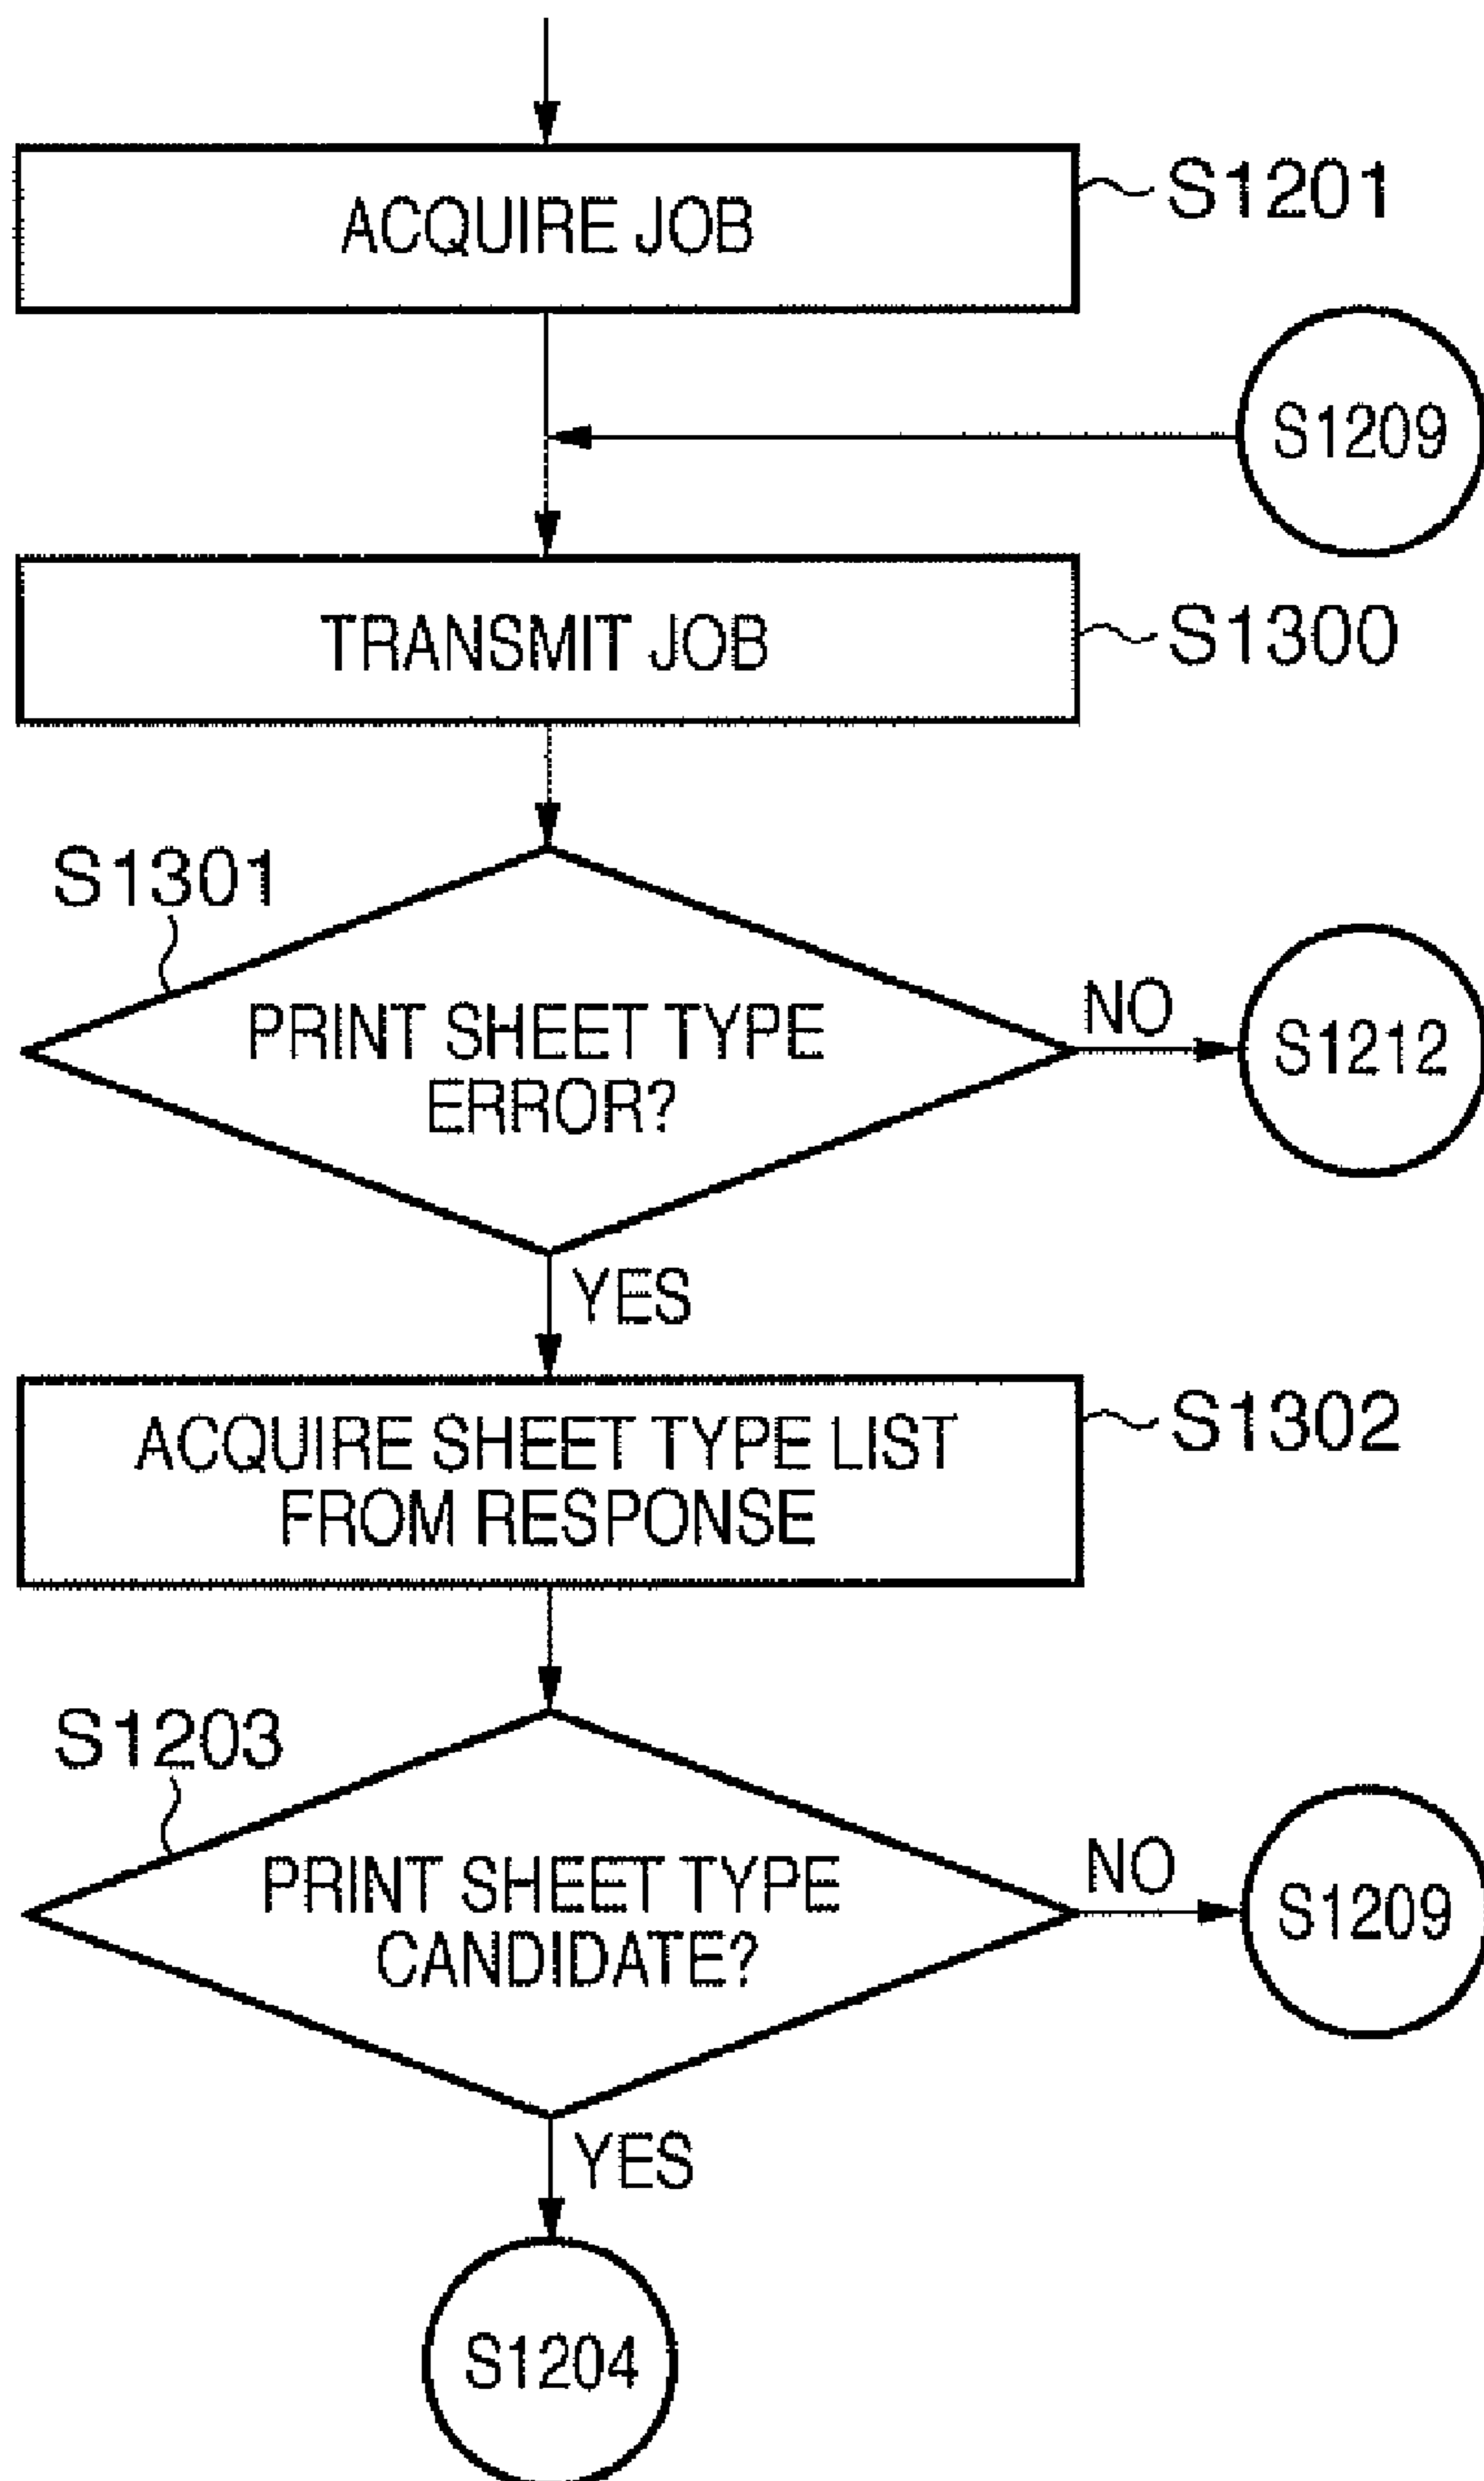 ACQUIRE JOB
S1201
S1209
TRANSMIT JOB
S1300
S1301
PRINT SHEET TYPE
ERROR?
NO
S1212
YES
ACQUIRE SHEET TYPE LIST
FROM RESPONSE
S1302
S1203
PRINT SHEET TYPE
CANDIDATE?
NO
S1209
YES
S1204